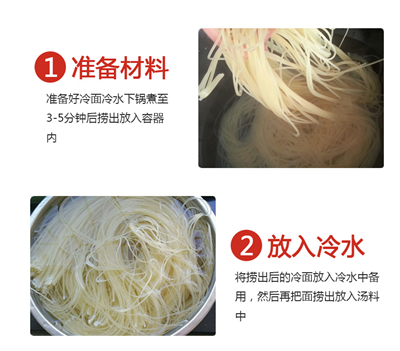 1 准备材料
准备好冷面冷水下锅煮至
3-5分钟后捞出放入容器
内
2 放入冷水
将捞出后的冷面放入冷水中备
用，然后再把面捞出放入汤料
中